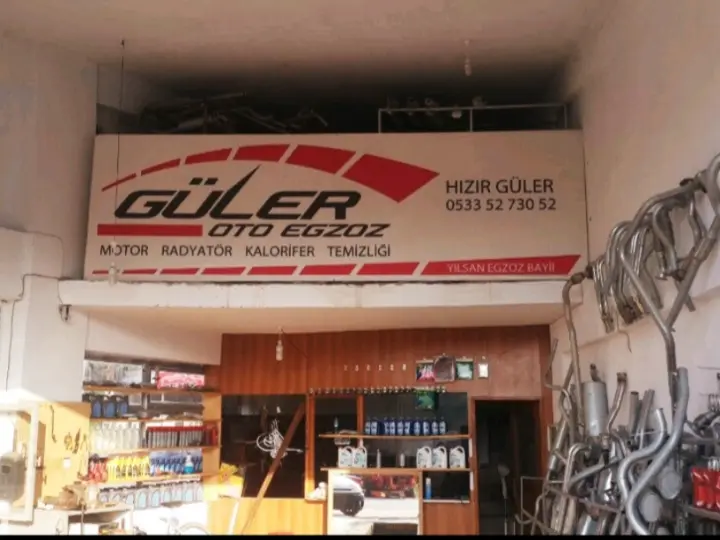 GÜLER
OTO EGZOZ
HIZIR GÜLER
0533 52 730 52
MOTOR RADYATÖR KALORİFER TEMİZLİĞİ
YILSAN EGZOZ BAYİİ